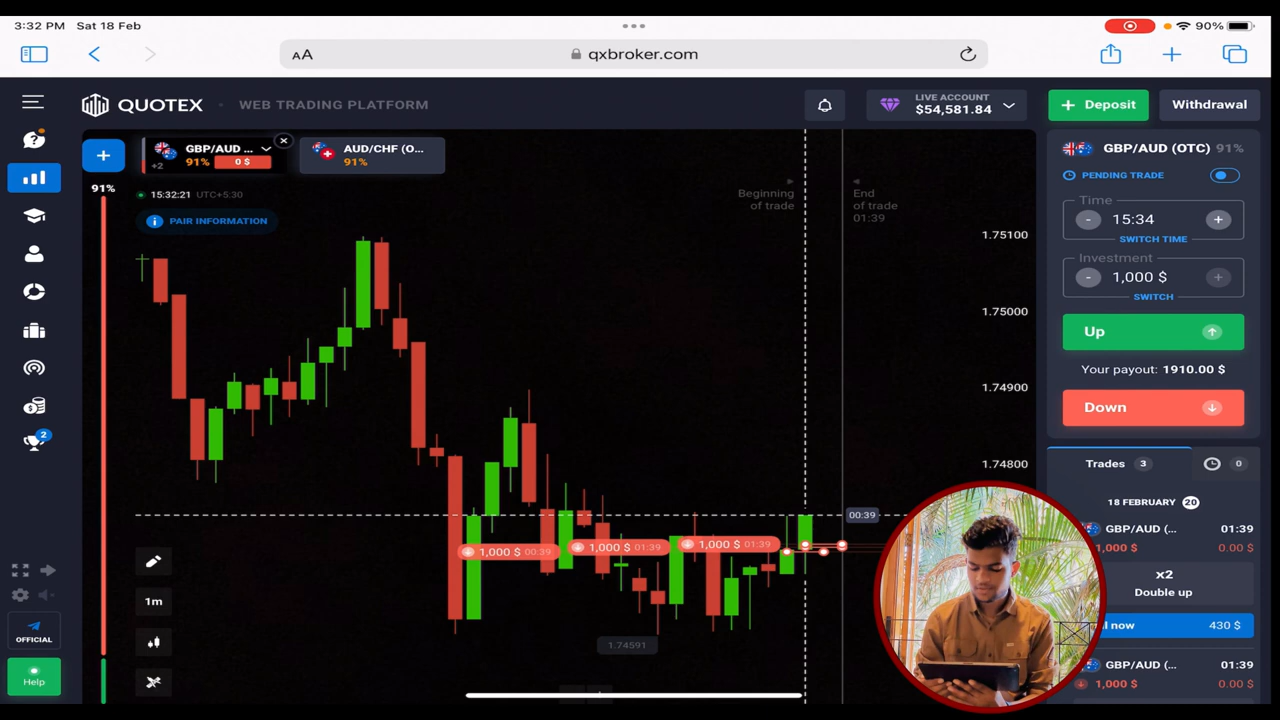 3:32 PM Sat 18 Feb
90%
AA
qxbroker.com
QUOTEX
WEB TRADING PLATFORM
LIVE ACCOUNT
$54,581.84
Deposit
Withdrawal
GBP/AUD ...
+2
91%
0 $
AUD/CHF (O...
91%
91%
15:32:21 UTC+5:30
PAIR INFORMATION
Beginning
of trade
End
of trade
01:39
1.75100
1.75000
1.74900
1.74800
00:39
1,000 $ 00:39
1,000 $ 01:39
1,000 $ 01:39
1.74591
1m
GBP/AUD (OTC) 91%
PENDING TRADE
Time
- 15:34 +
SWITCH TIME
Investment
- 1,000 $ +
SWITCH
Up
Your payout: 1910.00 $
Down
Trades 3
0
18 FEBRUARY 20
GBP/AUD (... 01:39
1,000 $ 0.00 $
x2
Double up
now 430 $
GBP/AUD (... 01:39
1,000 $ 0.00 $
2
OFFICIAL
Help